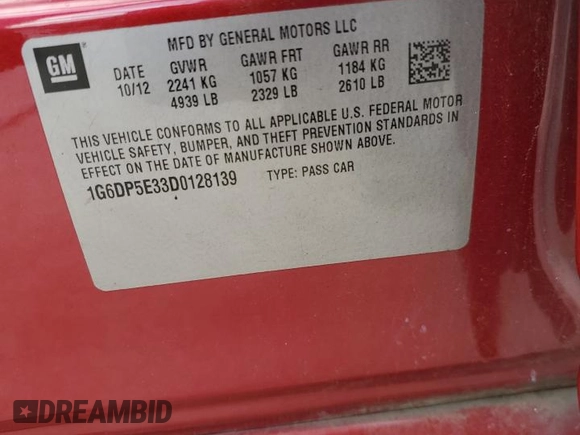 GM
MFD BY GENERAL MOTORS LLC
DATE GVWR GAWR FRT GAWR RR
10/12 2241 KG 1057 KG 1184 KG
4939 LB 2329 LB 2610 LB
THIS VEHICLE CONFORMS TO ALL APPLICABLE U.S. FEDERAL MOTOR
VEHICLE SAFETY, BUMPER, AND THEFT PREVENTION STANDARDS IN
EFFECT ON THE DATE OF MANUFACTURE SHOWN ABOVE.
1G6DP5E33D0128139 TYPE: PASS CAR
DREAMBID